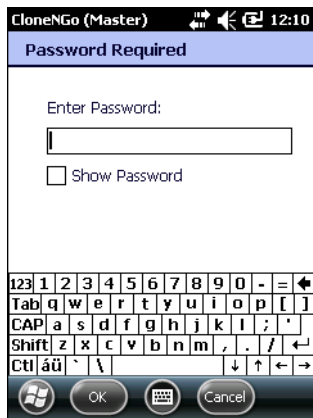 CloneNGo (Master) 12:10
Password Required
Enter Password:
Show Password
123 1 2 3 4 5 6 7 8 9 0 - =
Tab q w e r t y u i o p [ ]
CAP a s d f g h j k l ; '
Shift z x c v b n m , . /
Ctl áü ` \ ↓ ↑ ← →
OK Cancel